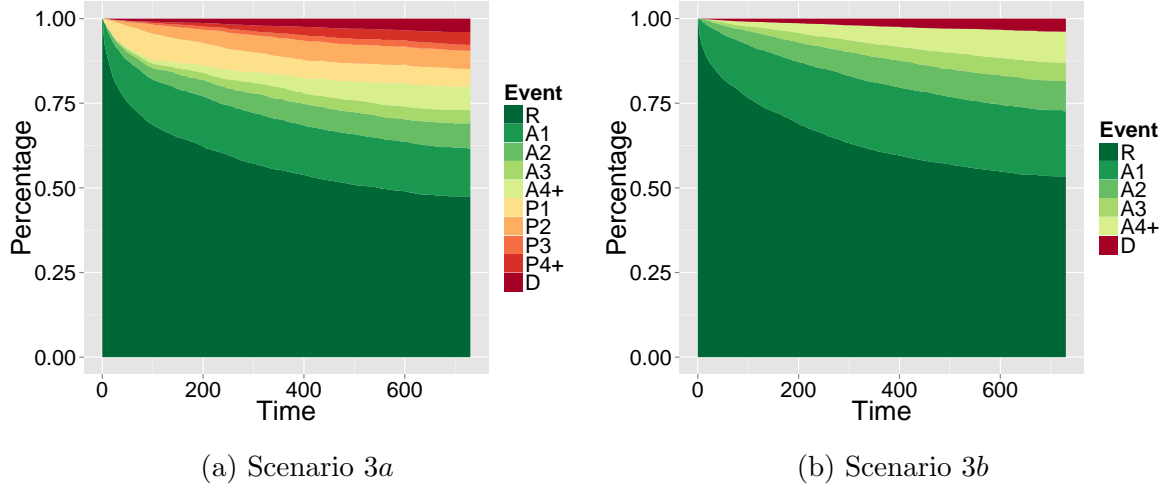 1.00
0.75
0.50
0.25
0.00
Percentage
0 200 400 600
Time
Event
R
A1
A2
A3
A4+
P1
P2
P3
P4+
D
(a) Scenario 3a
1.00
0.75
0.50
0.25
0.00
Percentage
0 200 400 600
Time
Event
R
A1
A2
A3
A4+
D
(b) Scenario 3b